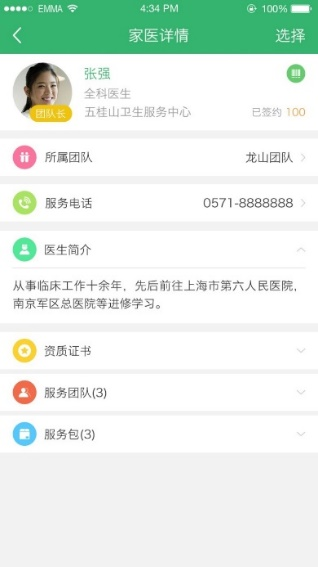 EMMA 4:34 PM 100%
家医详情 选择
张强
全科医生
团队长
五桂山卫生服务中心 已签约 100
所属团队 龙山团队
服务电话 0571-8888888
医生简介
从事临床工作十余年，先后前往上海市第六人民医院，
南京军区总医院等进修学习。
资质证书
服务团队(3)
服务包(3)